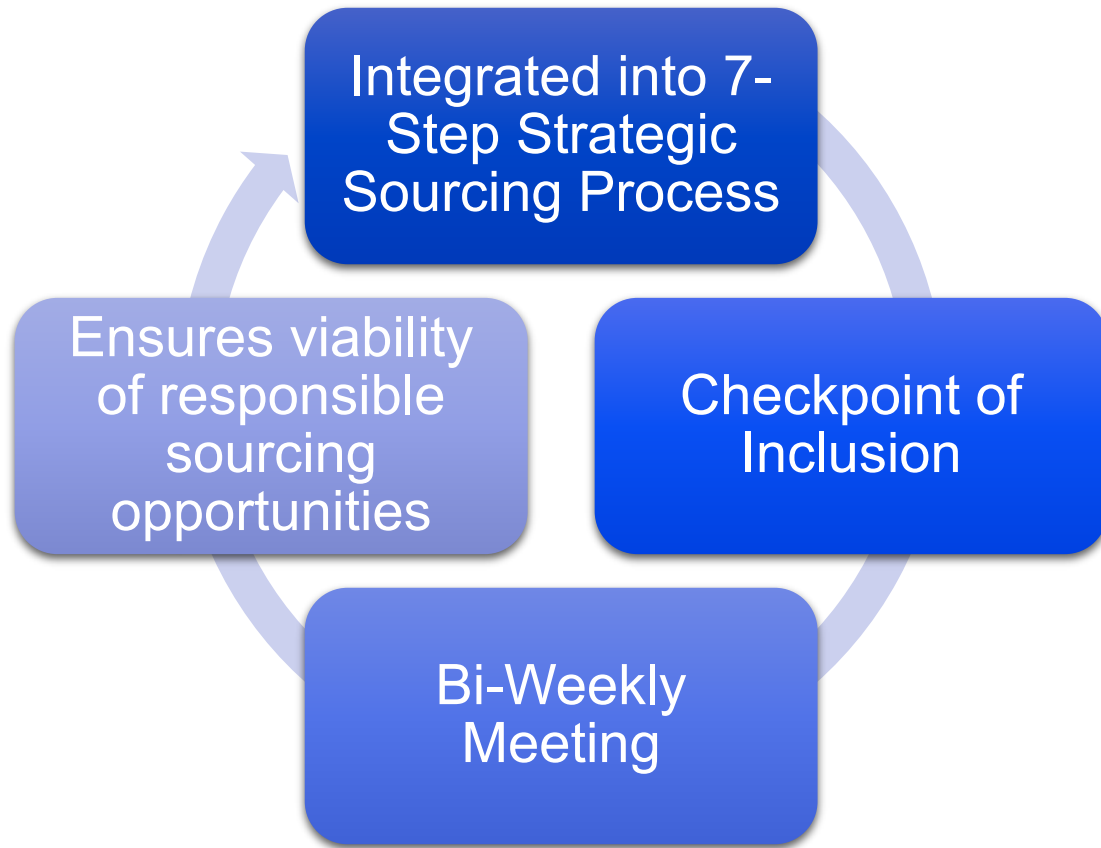 Integrated into 7-
Step Strategic
Sourcing Process
Checkpoint of
Inclusion
Bi-Weekly
Meeting
Ensures viability
of responsible
sourcing
opportunities